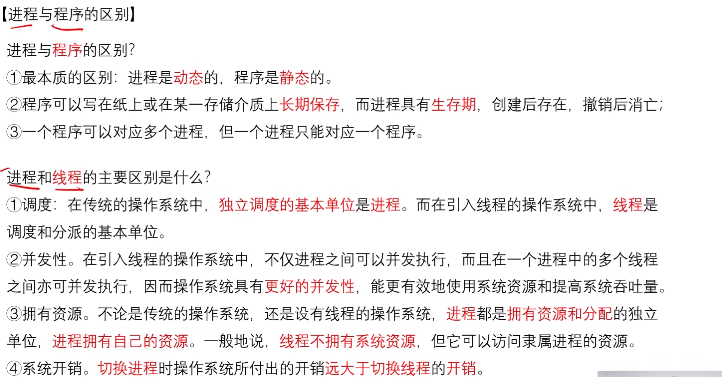 【进程与程序的区别】
进程与程序的区别?
①最本质的区别：进程是动态的，程序是静态的。
②程序可以写在纸上或在某一存储介质上长期保存，而进程具有生存期，创建后存在，撤销后消亡；
③一个程序可以对应多个进程，但一个进程只能对应一个程序。
进程和线程的主要区别是什么?
①调度：在传统的操作系统中，独立调度的基本单位是进程。而在引入线程的操作系统中，线程是
调度和分派的基本单位。
②并发性。在引入线程的操作系统中，不仅进程之间可以并发执行，而且在一个进程中的多个线程
之间亦可并发执行，因而操作系统具有更好的并发性，能更有效地使用系统资源和提高系统吞吐量。
③拥有资源。不论是传统的操作系统，还是设有线程的操作系统，进程都是拥有资源和分配的独立
单位，进程拥有自己的资源。一般地说，线程不拥有系统资源，但它可以访问隶属进程的资源。
④系统开销。切换进程时操作系统所付出的开销远大于切换线程的开销。